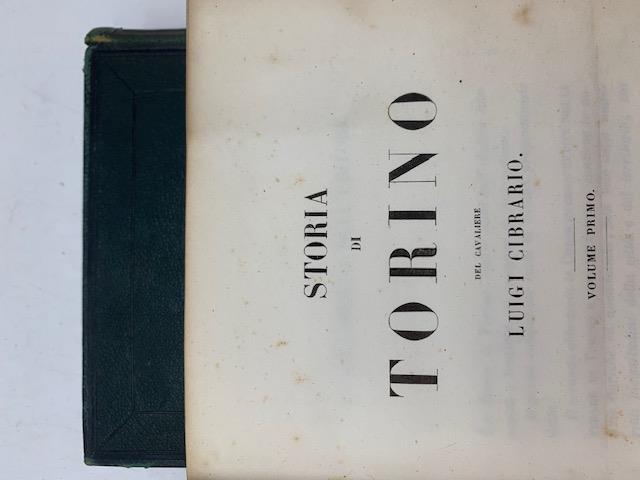 STORIA
DI
TORINO
DEL CAVALIERE
LUIGI CIBRARIO.
VOLUME PRIMO.